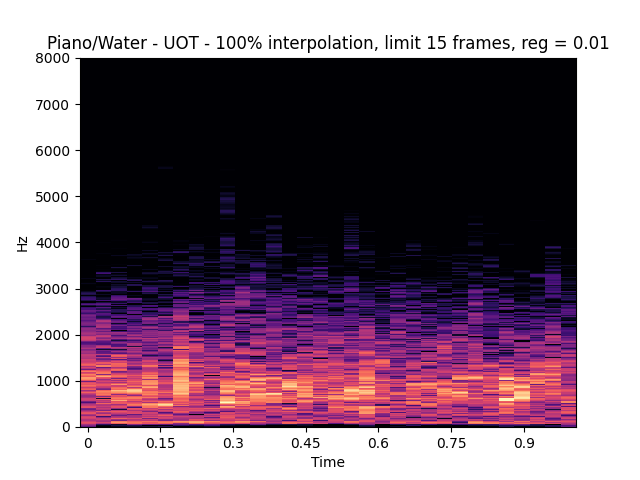 Piano/Water - UOT - 100% interpolation, limit 15 frames, reg = 0.01
8000
7000
6000
5000
4000
3000
2000
1000
0
Hz
0 0.15 0.3 0.45 0.6 0.75 0.9
Time